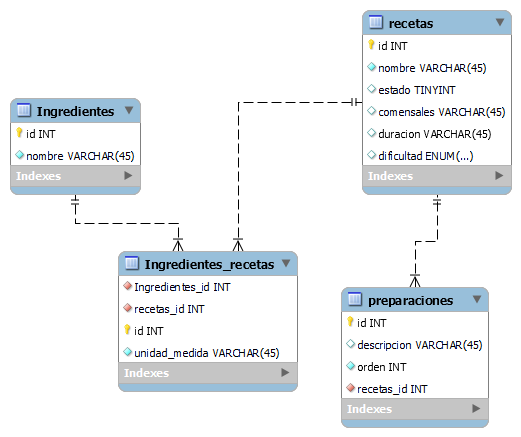 recetas
id INT
nombre VARCHAR(45)
estado TINYINT
comensales VARCHAR(45)
duracion VARCHAR(45)
dificultad ENUM(...)
Indexes
Ingredientes
id INT
nombre VARCHAR(45)
Indexes
Ingredientes_recetas
Ingredientes_id INT
recetas_id INT
id INT
unidad_medida VARCHAR(45)
Indexes
preparaciones
id INT
descripcion VARCHAR(45)
orden INT
recetas_id INT
Indexes